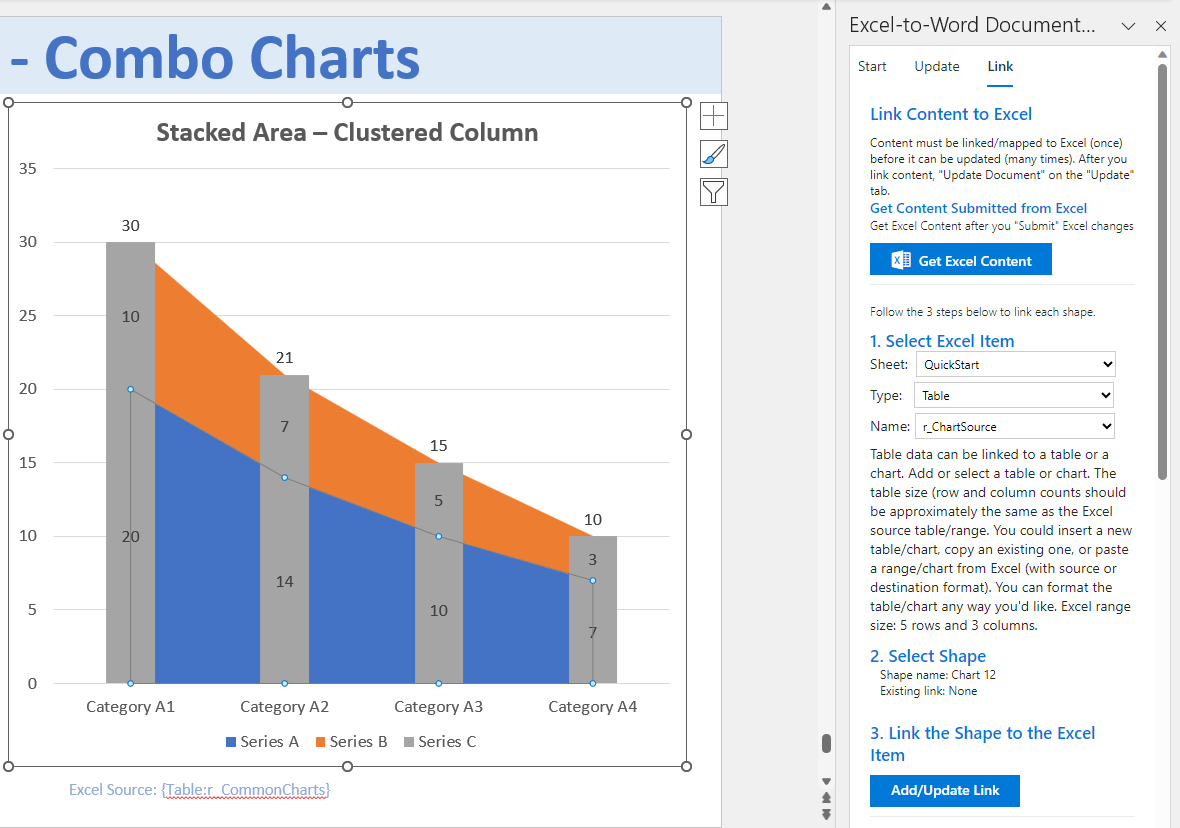 - Combo Charts
Stacked Area – Clustered Column
35
30
25
20
15
10
5
0
30
10
20
21
7
14
15
5
10
10
3
7
Category A1
Category A2
Category A3
Category A4
Series A
Series B
Series C
Excel Source: {Table:r_CommonCharts}
Excel-to-Word Document...
Start
Update
Link
Link Content to Excel
Content must be linked/mapped to Excel (once)
before it can be updated (many times). After you
link content, "Update Document" on the "Update"
tab.
Get Content Submitted from Excel
Get Excel Content after you "Submit" Excel changes
Get Excel Content
Follow the 3 steps below to link each shape.
1. Select Excel Item
Sheet: QuickStart
Type: Table
Name: r_ChartSource
Table data can be linked to a table or a
chart. Add or select a table or chart. The
table size (row and column counts should
be approximately the same as the Excel
source table/range. You could insert a new
table/chart, copy an existing one, or paste
a range/chart from Excel (with source or
destination format). You can format the
table/chart any way you'd like. Excel range
size: 5 rows and 3 columns.
2. Select Shape
Shape name: Chart 12
Existing link: None
3. Link the Shape to the Excel
Item
Add/Update Link